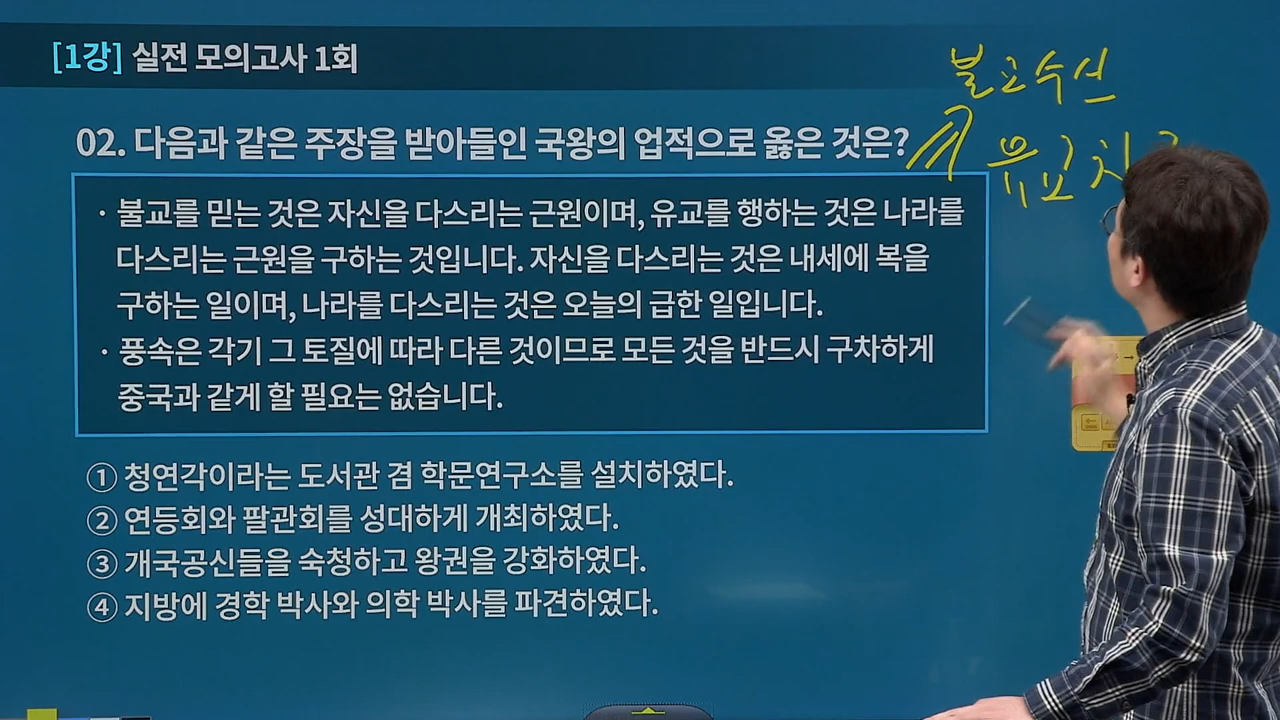 [1강] 실전 모의고사 1회
불교수신
02. 다음과 같은 주장을 받아들인 국왕의 업적으로 옳은 것은?
유교치
· 불교를 믿는 것은 자신을 다스리는 근원이며, 유교를 행하는 것은 나라를
다스리는 근원을 구하는 것입니다. 자신을 다스리는 것은 내세에 복을
구하는 일이며, 나라를 다스리는 것은 오늘의 급한 일입니다.
· 풍속은 각기 그 토질에 따라 다른 것이므로 모든 것을 반드시 구차하게
중국과 같게 할 필요는 없습니다.
① 청연각이라는 도서관 겸 학문연구소를 설치하였다.
② 연등회와 팔관회를 성대하게 개최하였다.
③ 개국공신들을 숙청하고 왕권을 강화하였다.
④ 지방에 경학 박사와 의학 박사를 파견하였다.